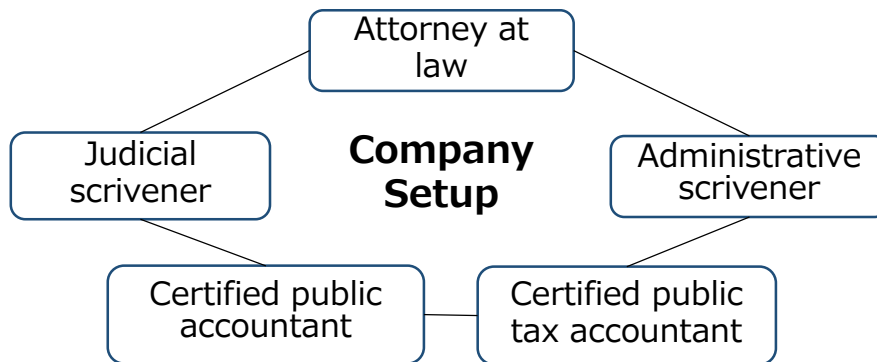 Attorney at
law
Judicial
scrivener
Company
Setup
Administrative
scrivener
Certified public
accountant
Certified public
tax accountant